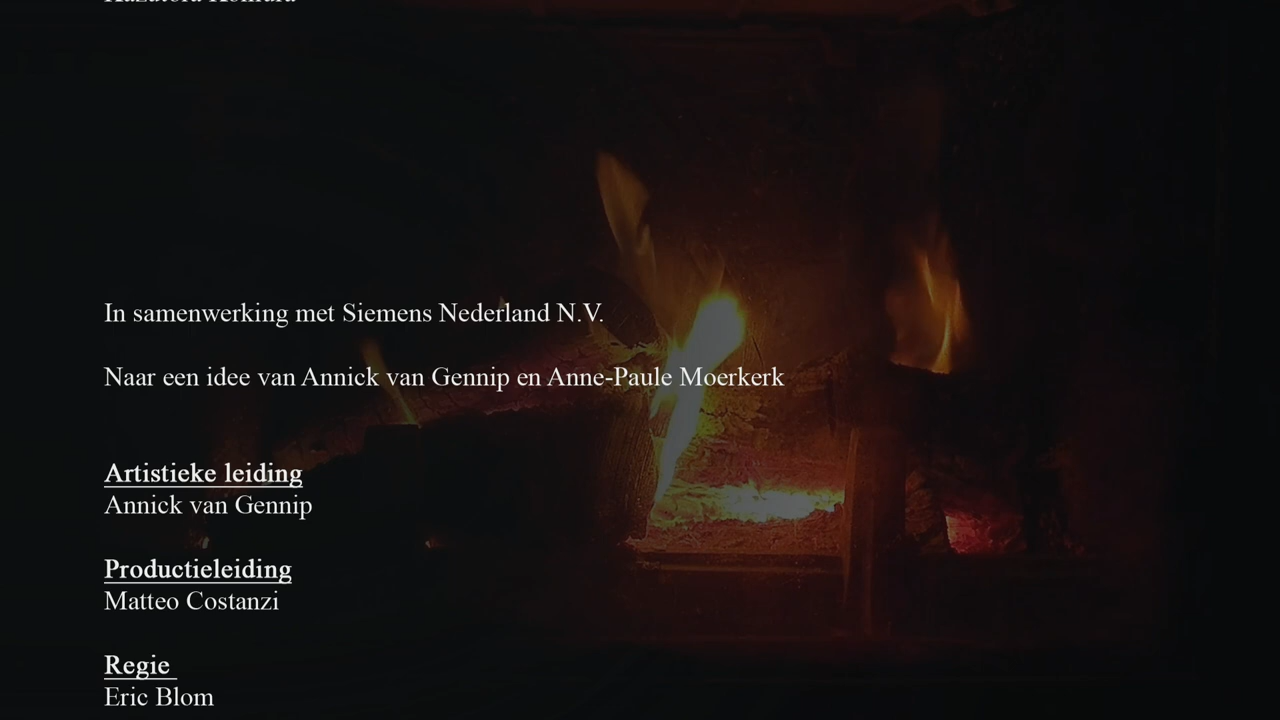 In samenwerking met Siemens Nederland N.V.
Naar een idee van Annick van Gennip en Anne-Paule Moerkerk
Artistieke leiding
Annick van Gennip
Productieleiding
Matteo Costanzi
Regie
Eric Blom